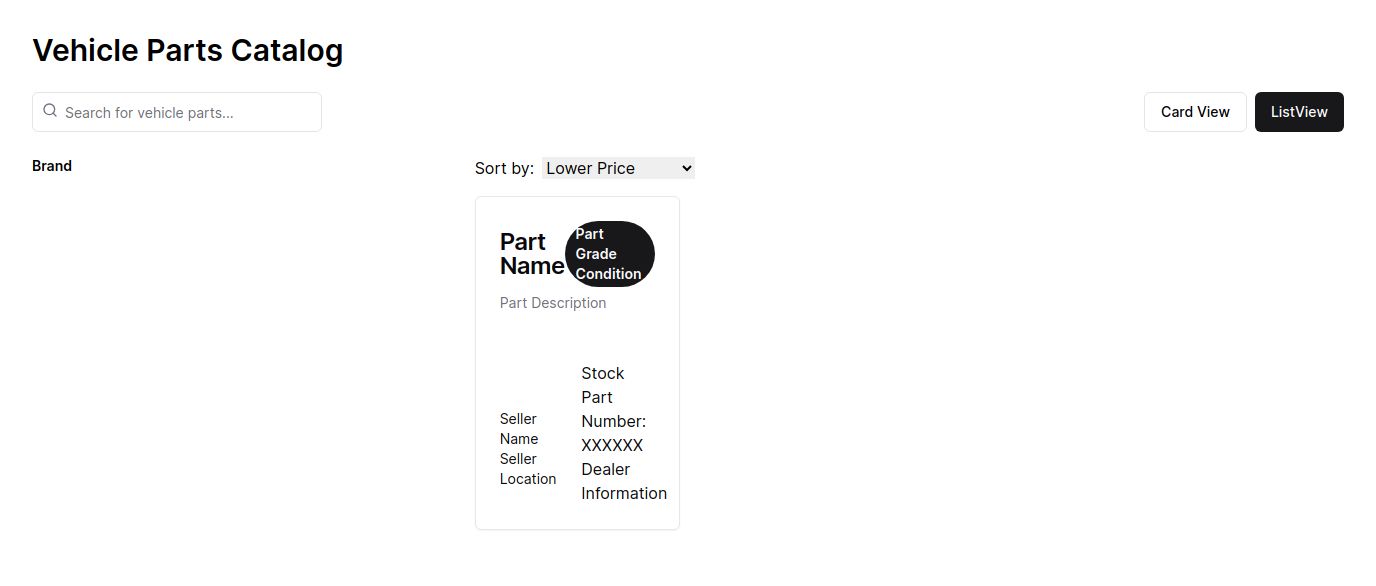 Vehicle Parts Catalog
Search for vehicle parts...
Card View
ListView
Brand
Sort by: Lower Price
Part
Name
Part
Grade
Condition
Part Description
Seller
Name
Seller
Location
Stock
Part
Number:
XXXXXX
Dealer
Information